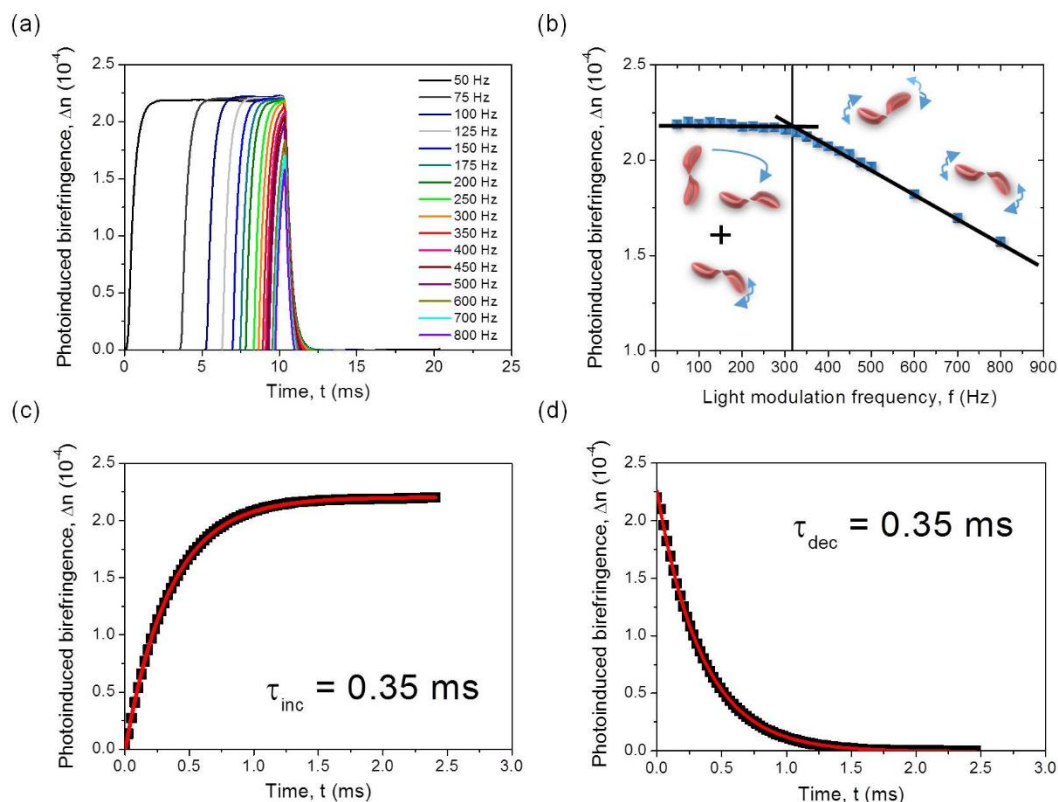 (a)
Photoinduced birefringence, Δn (10⁻⁴)
2.5
2.0
1.5
1.0
0.5
0.0
50 Hz
75 Hz
100 Hz
125 Hz
150 Hz
175 Hz
200 Hz
250 Hz
300 Hz
350 Hz
400 Hz
450 Hz
500 Hz
600 Hz
700 Hz
800 Hz
0 5 10 15 20 25
Time, t (ms)
(b)
Photoinduced birefringence, Δn (10⁻⁴)
2.5
2.0
1.5
1.0
+
0 100 200 300 400 500 600 700 800 900
Light modulation frequency, f (Hz)
(c)
Photoinduced birefringence, Δn (10⁻⁴)
2.5
2.0
1.5
1.0
0.5
0.0
τinc = 0.35 ms
0.0 0.5 1.0 1.5 2.0 2.5 3.0
Time, t (ms)
(d)
Photoinduced birefringence, Δn (10⁻⁴)
2.5
2.0
1.5
1.0
0.5
0.0
τdec = 0.35 ms
0.0 0.5 1.0 1.5 2.0 2.5 3.0
Time, t (ms)